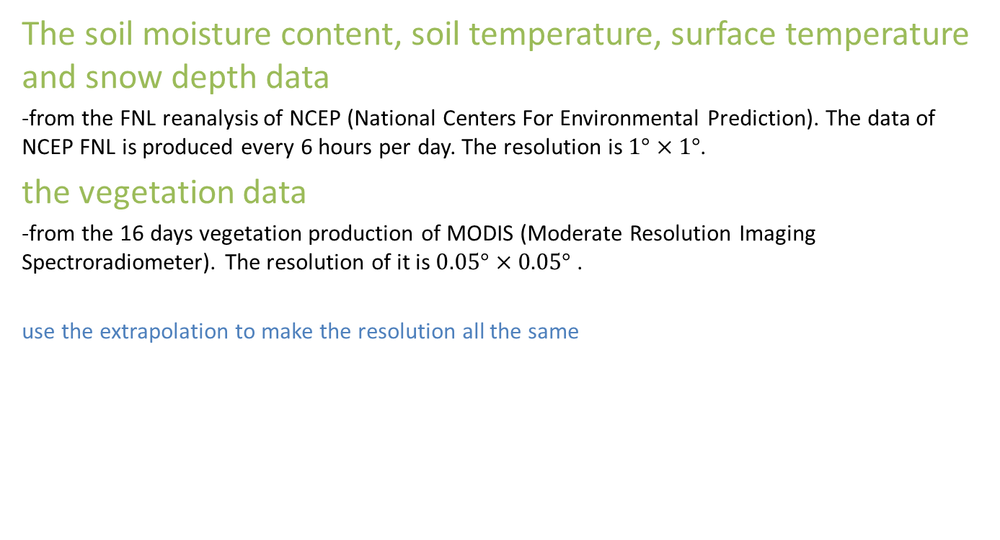 The soil moisture content, soil temperature, surface temperature
and snow depth data
-from the FNL reanalysis of NCEP (National Centers For Environmental Prediction). The data of
NCEP FNL is produced every 6 hours per day. The resolution is 1° × 1°.
the vegetation data
-from the 16 days vegetation production of MODIS (Moderate Resolution Imaging
Spectroradiometer). The resolution of it is 0.05° × 0.05° .
use the extrapolation to make the resolution all the same